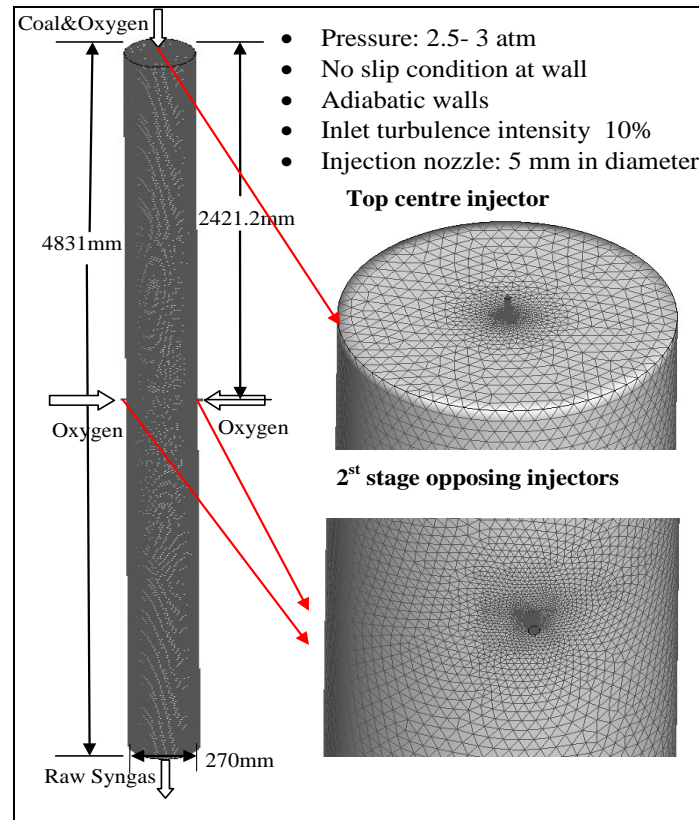 Coal&Oxygen
• Pressure: 2.5- 3 atm
• No slip condition at wall
• Adiabatic walls
• Inlet turbulence intensity 10%
• Injection nozzle: 5 mm in diameter
Top centre injector
2421.2mm
4831mm
Oxygen
Oxygen
2st stage opposing injectors
270mm
Raw Syngas